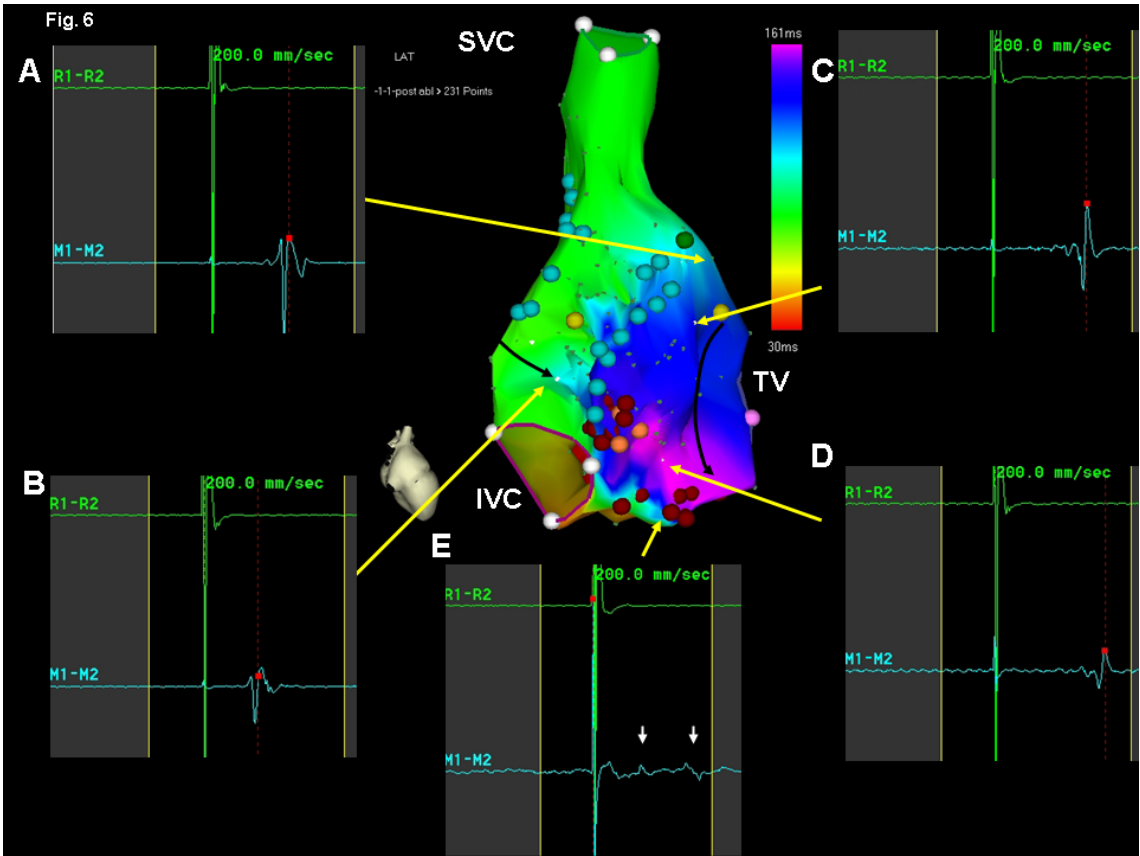 Fig. 6
A
200.0 mm/sec
R1-R2
M1-M2
SVC
LAT
-1-1-post abl > 231 Points
161ms
30ms
C
200.0 mm/sec
R1-R2
M1-M2
TV
IVC
B
200.0 mm/sec
R1-R2
M1-M2
E
200.0 mm/sec
R1-R2
M1-M2
D
200.0 mm/sec
R1-R2
M1-M2